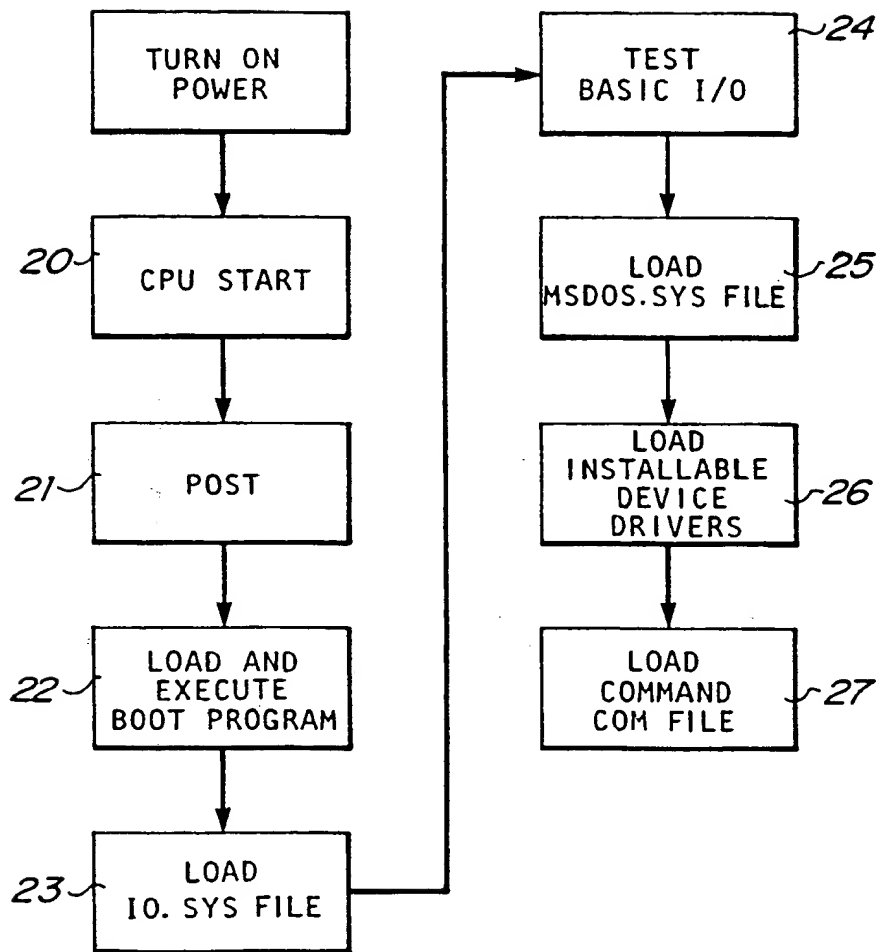 TURN ON
POWER
20
CPU START
21
POST
22
LOAD AND
EXECUTE
BOOT PROGRAM
23
LOAD
IO. SYS FILE
24
TEST
BASIC I/O
25
LOAD
MSDOS.SYS FILE
26
LOAD
INSTALLABLE
DEVICE
DRIVERS
27
LOAD
COMMAND
COM FILE